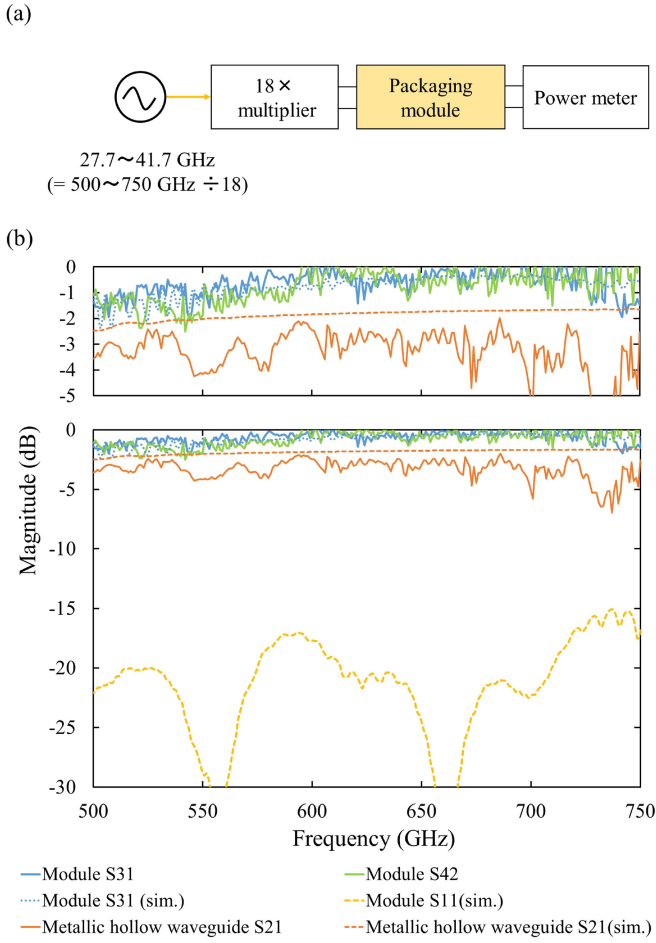 (a)
18×
multiplier
Packaging
module
Power meter
27.7～41.7 GHz
(= 500～750 GHz ÷18)
(b)
0
-1
-2
-3
-4
-5
0
-5
-10
-15
-20
-25
-30
Magnitude (dB)
500 550 600 650 700 750
Frequency (GHz)
Module S31 Module S42
Module S31 (sim.) Module S11(sim.)
Metallic hollow waveguide S21 Metallic hollow waveguide S21(sim.)